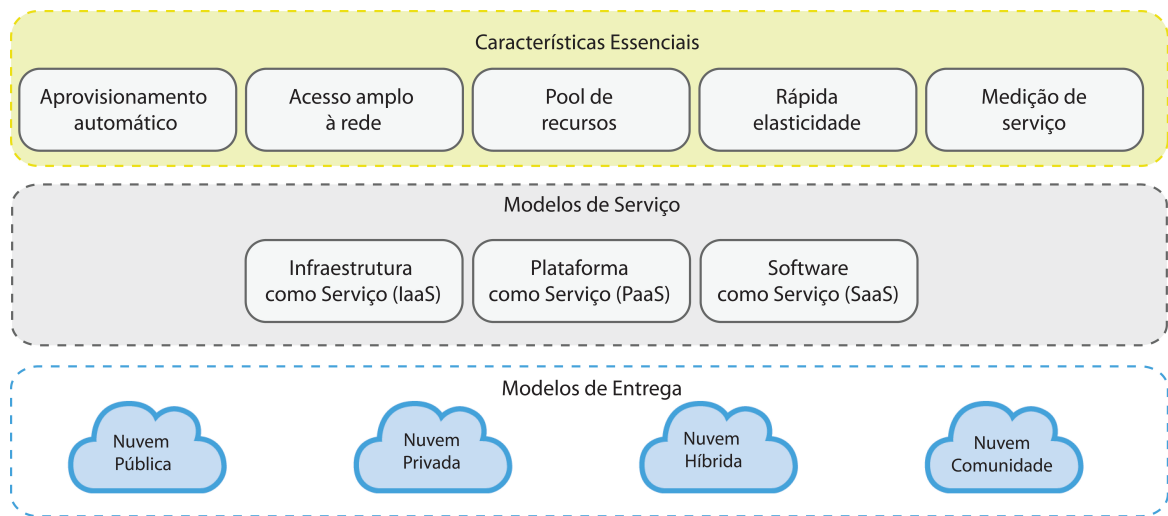 Características Essenciais
Aprovisionamento
automático
Acesso amplo
à rede
Pool de
recursos
Rápida
elasticidade
Medição de
serviço
Modelos de Serviço
Infraestrutura
como Serviço (IaaS)
Plataforma
como Serviço (PaaS)
Software
como Serviço (SaaS)
Modelos de Entrega
Nuvem
Pública
Nuvem
Privada
Nuvem
Híbrida
Nuvem
Comunidade